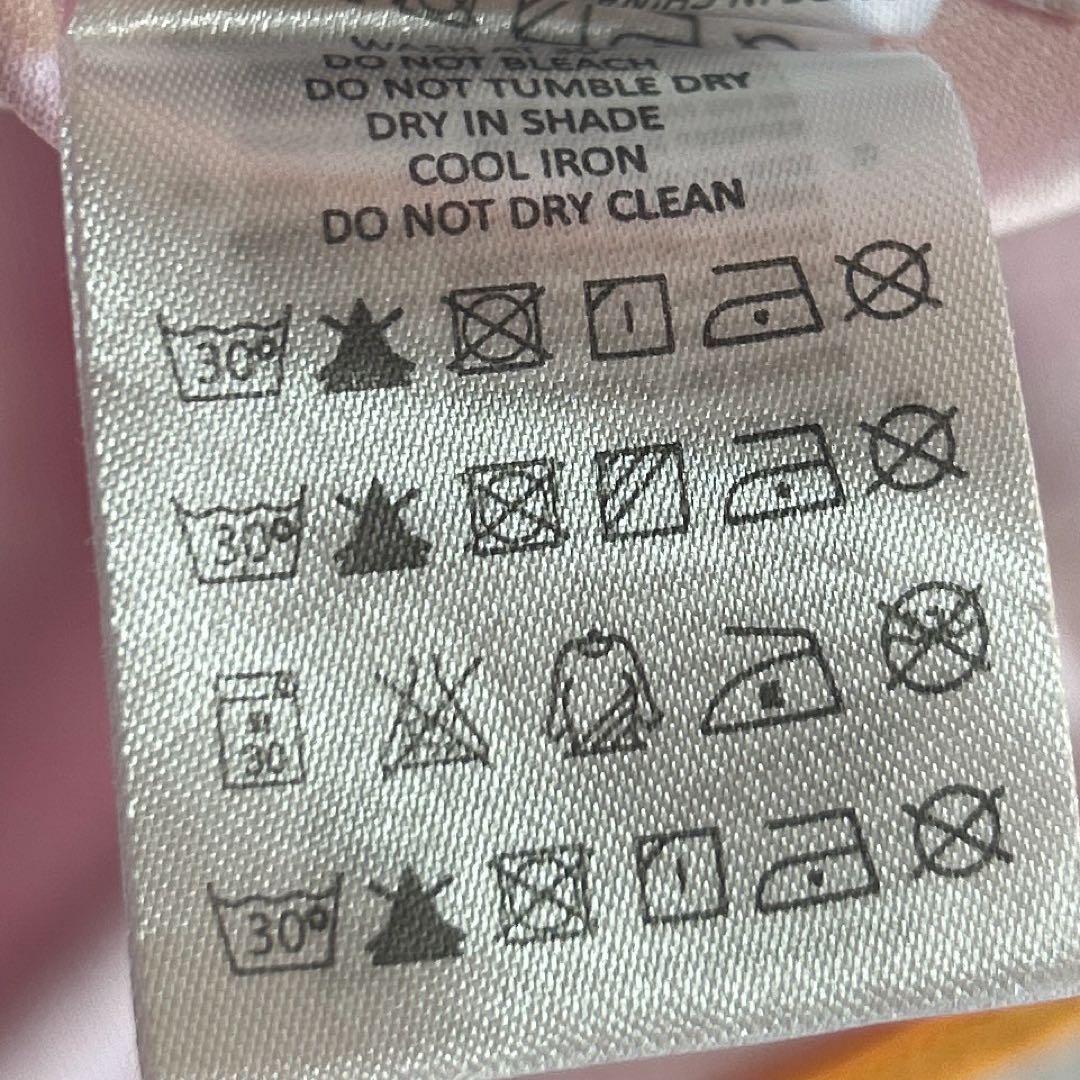 DO NOT BLEACH
DO NOT TUMBLE DRY
DRY IN SHADE
COOL IRON
DO NOT DRY CLEAN
30°
30°
30
30°